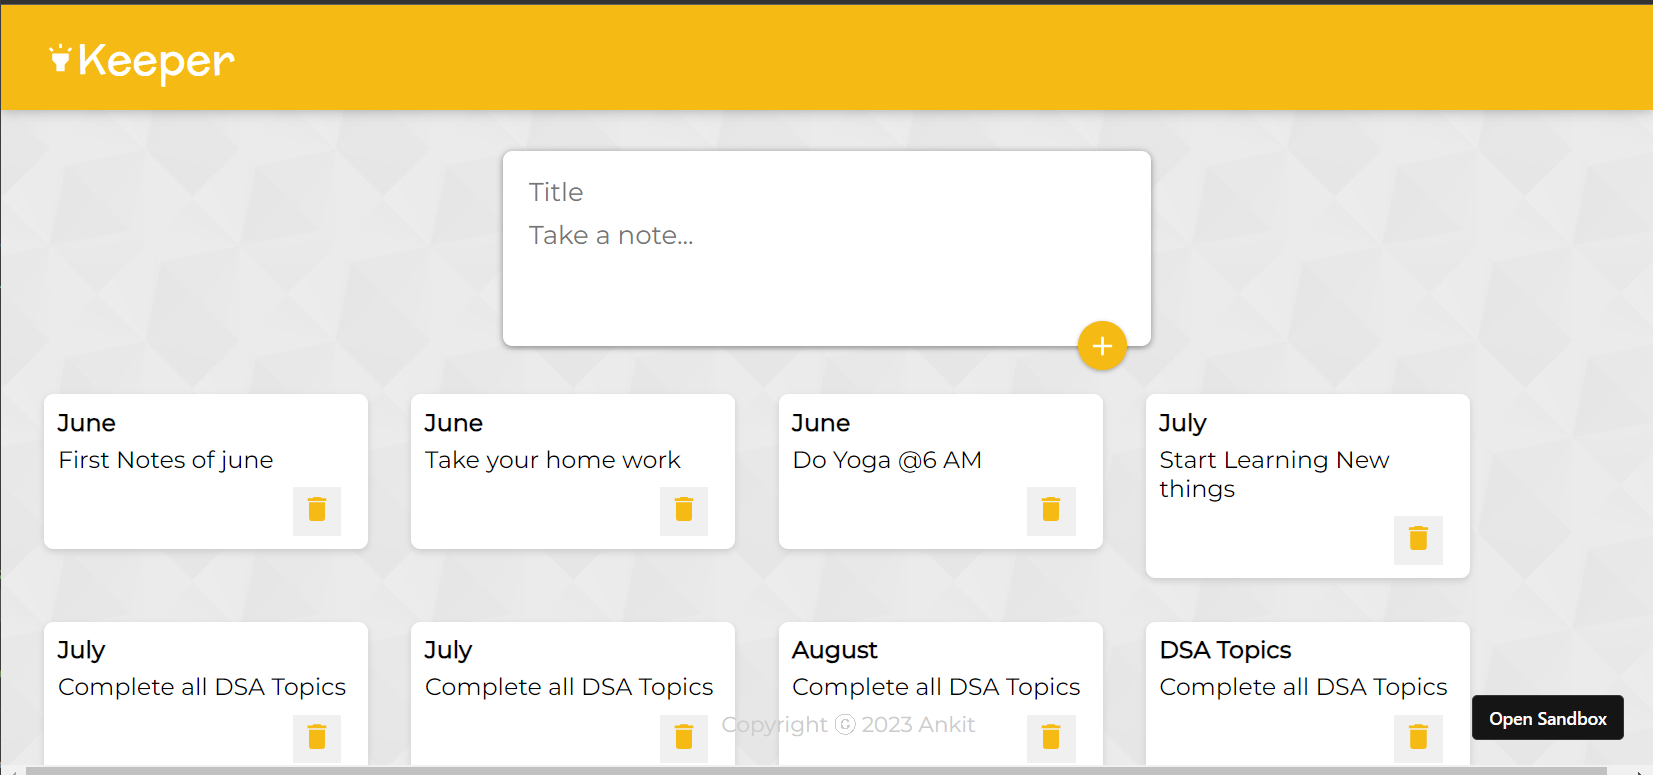 Keeper
Title
Take a note...
June
First Notes of june
June
Take your home work
June
Do Yoga @6 AM
July
Start Learning New
things
July
Complete all DSA Topics
July
Complete all DSA Topics
August
Complete all DSA Topics
DSA Topics
Complete all DSA Topics
Copyright ⓒ 2023 Ankit
Open Sandbox